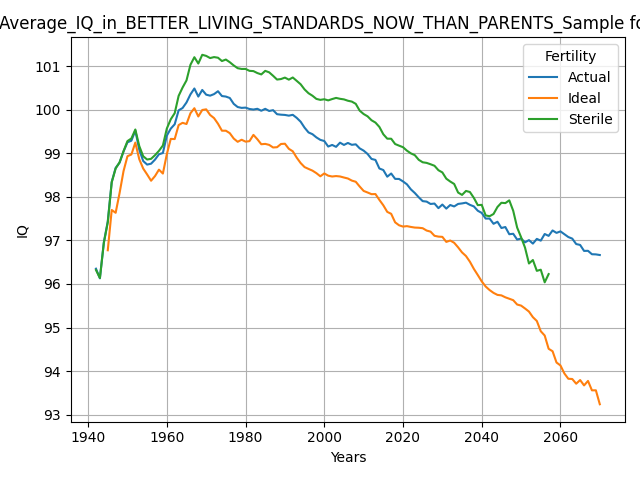 Average_IQ_in_BETTER_LIVING_STANDARDS_NOW_THAN_PARENTS_Sample fo
Fertility
Actual
Ideal
Sterile
IQ
101
100
99
98
97
96
95
94
93
1940
1960
1980
2000
2020
2040
2060
Years